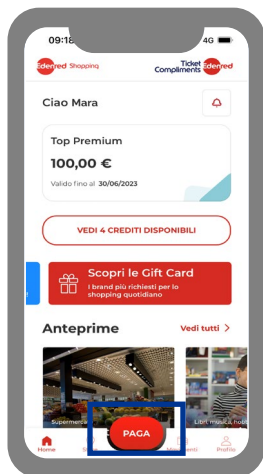 09:18 4G
Edenred Shopping Ticket Compliments Edenred
Ciao Mara
Top Premium
100,00 €
Valido fino al 30/06/2023
VEDI 4 CREDITI DISPONIBILI
Scopri le Gift Card
I brand più richiesti per lo
shopping quotidiano
Anteprime Vedi tutti >
Supermerca Libri, musica, hobb
PAGA
Home Profilo